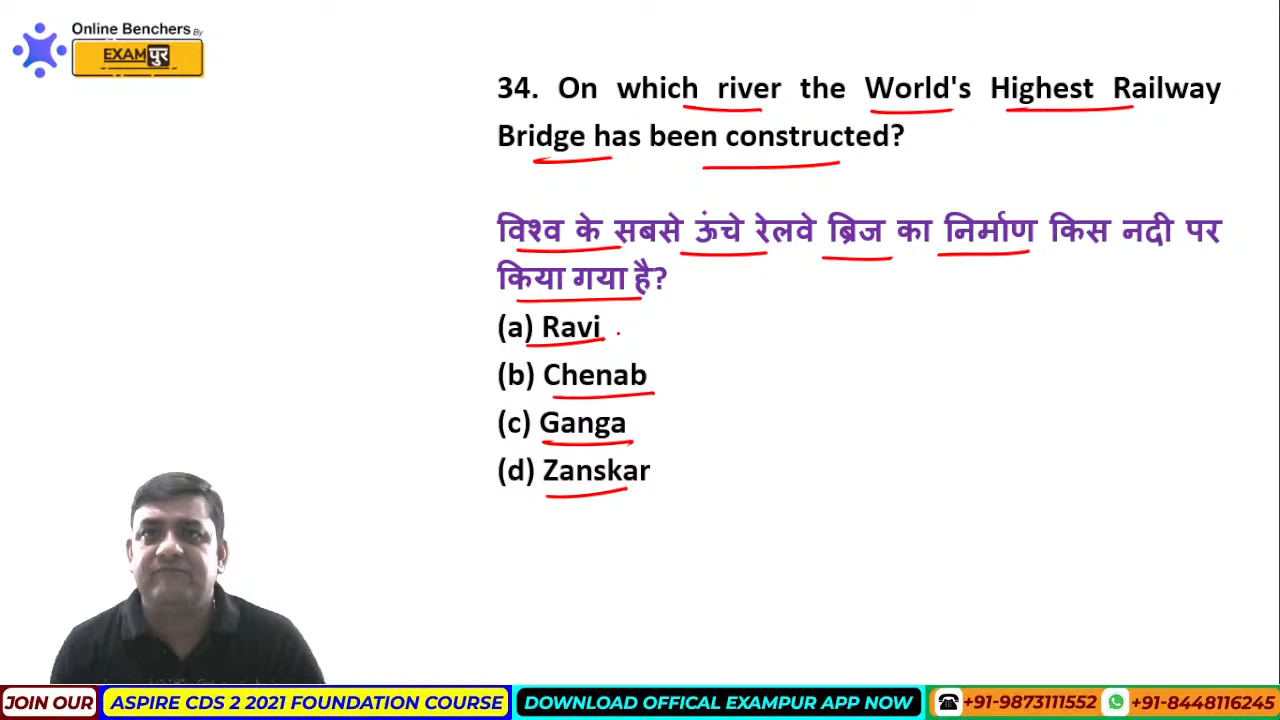 Online Benchers By
EXAMपुर
34. On which river the World's Highest Railway
Bridge has been constructed?
विश्व के सबसे ऊंचे रेलवे ब्रिज का निर्माण किस नदी पर
किया गया है?
(a) Ravi
(b) Chenab
(c) Ganga
(d) Zanskar
JOIN OUR ASPIRE CDS 2 2021 FOUNDATION COURSE DOWNLOAD OFFICAL EXAMPUR APP NOW +91-9873111552 +91-8448116245